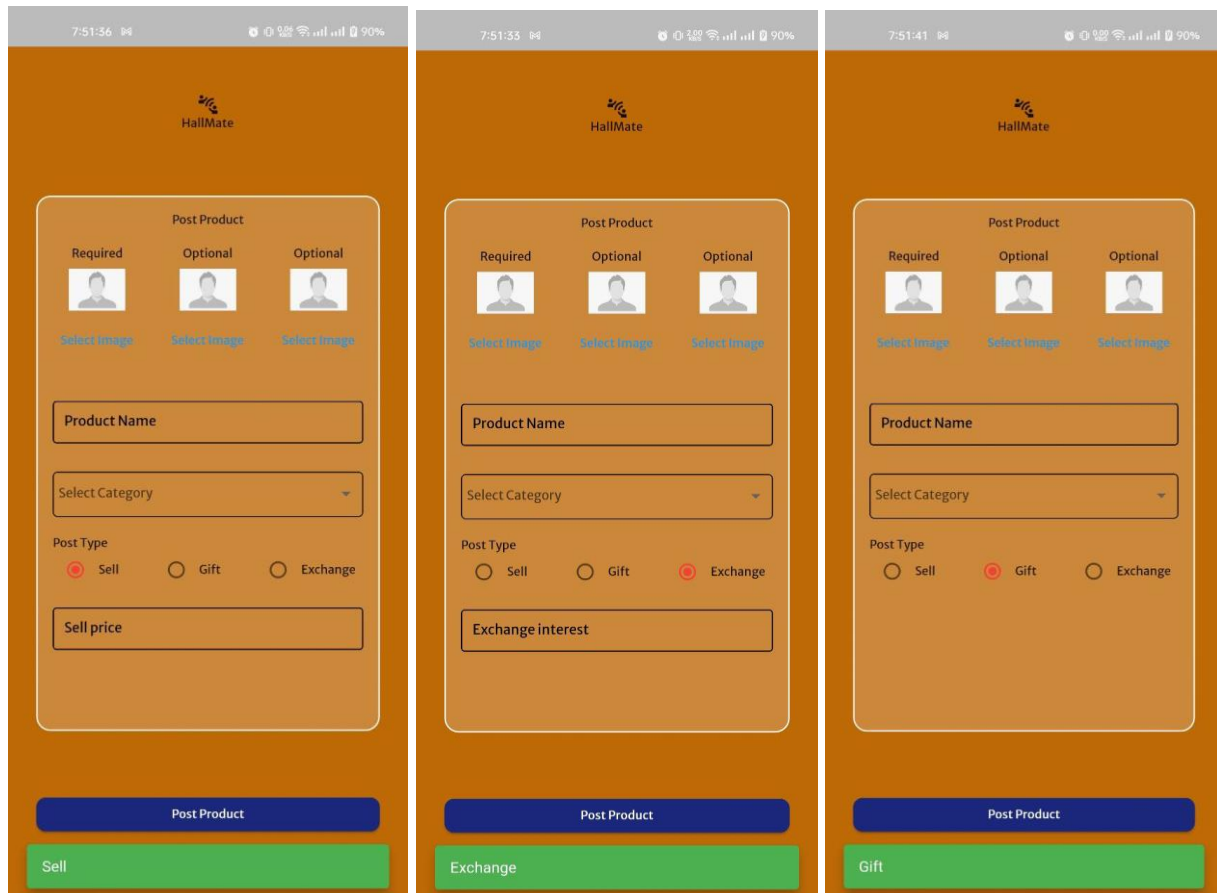 7:51:36 90%
HallMate
Post Product
Required Optional Optional
Select Image Select Image Select Image
Product Name
Select Category
Post Type
Sell Gift Exchange
Sell price
Post Product
Sell
7:51:33 90%
HallMate
Post Product
Required Optional Optional
Select Image Select Image Select Image
Product Name
Select Category
Post Type
Sell Gift Exchange
Exchange interest
Post Product
Exchange
7:51:41 90%
HallMate
Post Product
Required Optional Optional
Select Image Select Image Select Image
Product Name
Select Category
Post Type
Sell Gift Exchange
Post Product
Gift